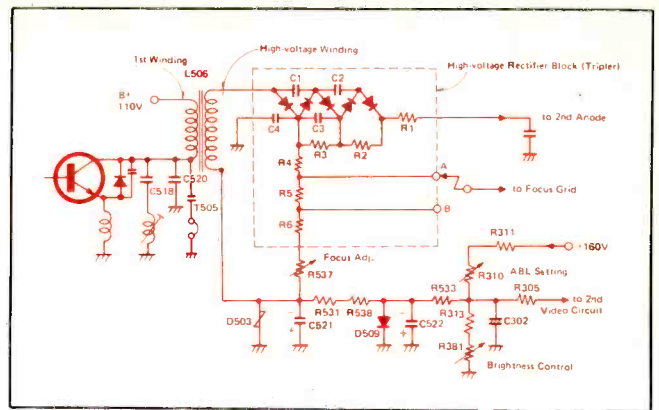 1st Winding
High-voltage Winding
L506
High-voltage Rectifier Block (Tripler)
B+
110V
C1
C2
C4
C3
R1
to 2nd Anode
R3
R2
R4
A
R5
to Focus Grid
C520
C518
T505
R6
B
R311
+160V
Focus Adj.
R537
R310
ABL Setting
R533
R305
to 2nd
Video Circuit
D503
R531
R538
R313
C521
D509
C522
C302
R381
Brightness Control